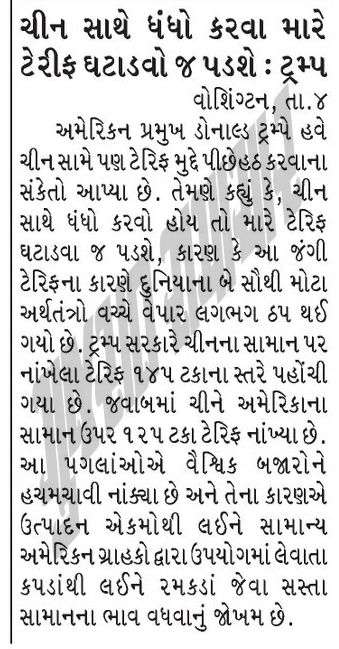 ચીન સાથે ધંધો કરવા મારે
ટેરીફ ઘટાડવો જ પડશે : ટ્રમ્પ
વોશિંગ્ટન, તા.૪
અમેરિકન પ્રમુખ ડોનાલ્ડ ટ્રમ્પે હવે
ચીન સામે પણ ટેરિફ મુદ્દે પીછેહઠ કરવાના
સંકેતો આપ્યા છે. તેમણે કહ્યું કે, ચીન
સાથે ધંધો કરવો હોય તો મારે ટેરિફ
ઘટાડવા જ પડશે, કારણ કે આ જંગી
ટેરિફના કારણે દુનિયાના બે સૌથી મોટા
અર્થતંત્રો વચ્ચે વેપાર લગભગ ઠપ થઈ
ગયો છે. ટ્રમ્પ સરકારે ચીનના સામાન પર
નાંખેલા ટેરિફ ૧૪૫ ટકાના સ્તરે પહોંચી
ગયા છે. જવાબમાં ચીને અમેરિકાના
સામાન ઉપર ૧૨૫ ટકા ટેરિફ નાંખ્યા છે.
આ પગલાંઓએ વૈશ્વિક બજારોને
હચમચાવી નાંક્યા છે અને તેના કારણએ
ઉત્પાદન એકમોથી લઈને સામાન્ય
અમેરિકન ગ્રાહકો દ્વારા ઉપયોગમાં લેવાતા
કપડાંથી લઈને રમકડાં જેવા સસ્તા
સામાનના ભાવ વધવાનું જોખમ છે.